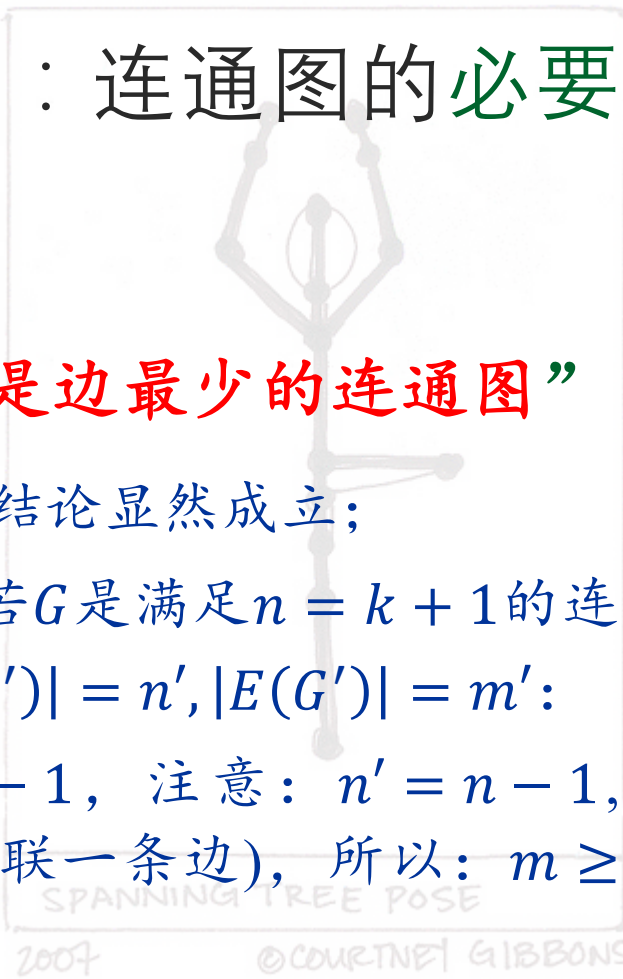 ：连通图的必要
是边最少的连通图”
结论显然成立；
若G是满足n = k + 1的连
′)| = n′, |E(G′)| = m′：
− 1，注意：n′ = n − 1,
联一条边)，所以：m ≥
SPANNING TREE POSE
2007 ©COURTNEY GIBBONS